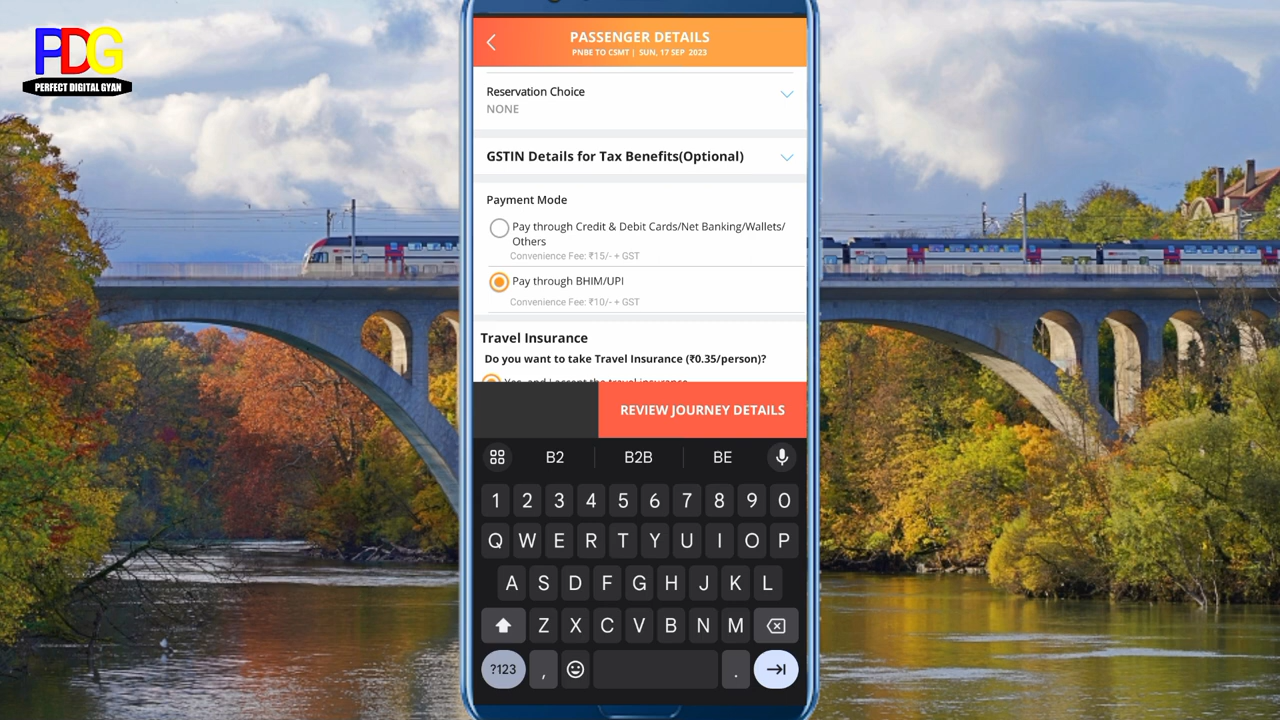 PDG
PERFECT DIGITAL GYAN
PASSENGER DETAILS
PNBE TO CSMT | SUN, 17 SEP 2023
Reservation Choice
NONE
GSTIN Details for Tax Benefits(Optional)
Payment Mode
Pay through Credit & Debit Cards/Net Banking/Wallets/
Others
Convenience Fee: ₹15/- + GST
Pay through BHIM/UPI
Convenience Fee: ₹10/- + GST
Travel Insurance
Do you want to take Travel Insurance (₹0.35/person)?
Yes, and I accept the travel insurance
REVIEW JOURNEY DETAILS
B2 B2B BE
1 2 3 4 5 6 7 8 9 0
Q W E R T Y U I O P
A S D F G H J K L
Z X C V B N M
?123 , .